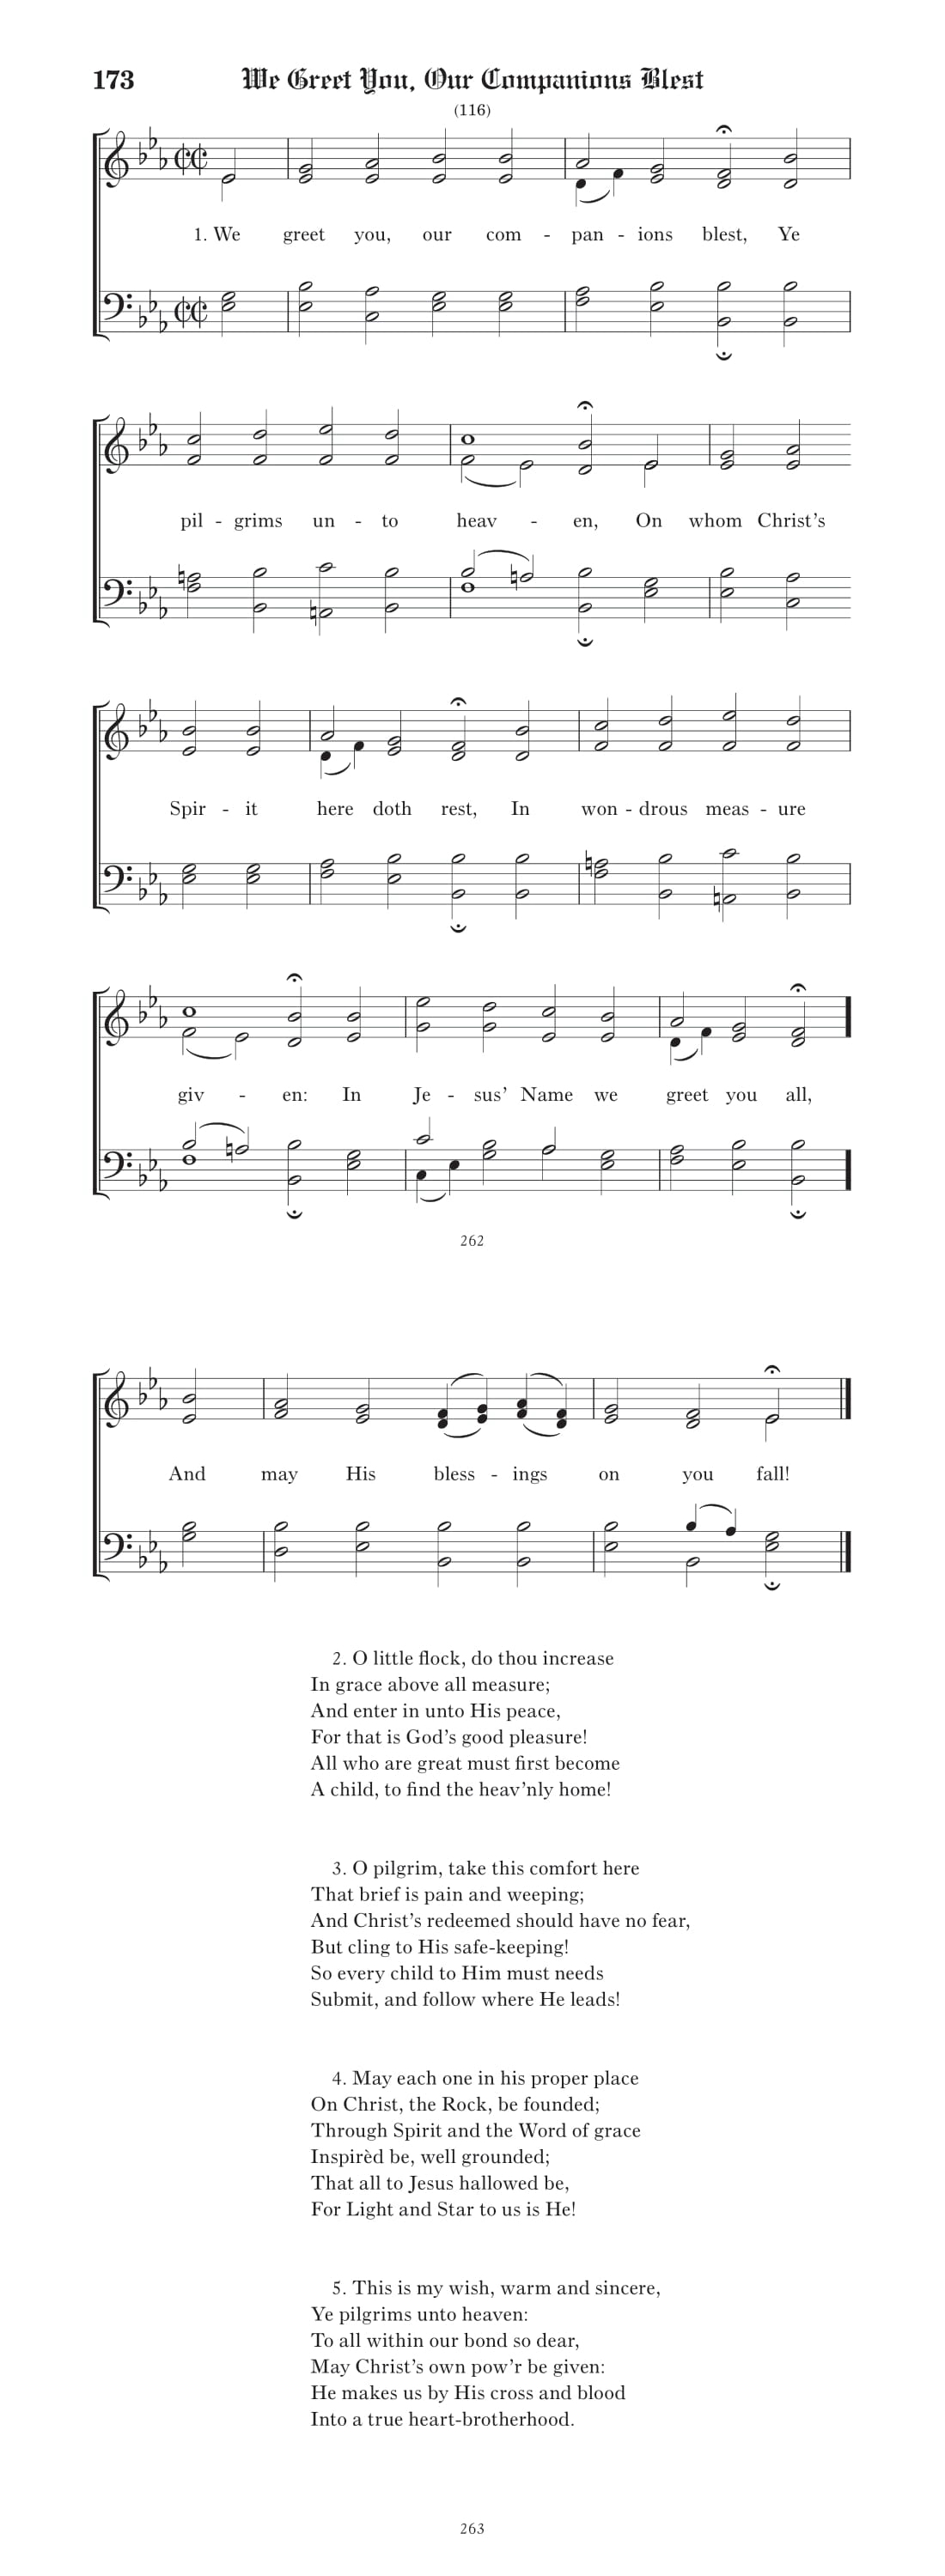 173 We Greet You, Our Companions Blest
(116)
1. We greet you, our com - pan - ions blest, Ye
pil - grims un - to heav - en, On whom Christ's
Spir - it here doth rest, In won - drous meas - ure
giv - en: In Je - sus' Name we greet you all,
262
And may His bless - ings on you fall!
2. O little flock, do thou increase
In grace above all measure;
And enter in unto His peace,
For that is God's good pleasure!
All who are great must first become
A child, to find the heav'nly home!
3. O pilgrim, take this comfort here
That brief is pain and weeping;
And Christ's redeemed should have no fear,
But cling to His safe-keeping!
So every child to Him must needs
Submit, and follow where He leads!
4. May each one in his proper place
On Christ, the Rock, be founded;
Through Spirit and the Word of grace
Inspirèd be, well grounded;
That all to Jesus hallowed be,
For Light and Star to us is He!
5. This is my wish, warm and sincere,
Ye pilgrims unto heaven:
To all within our bond so dear,
May Christ's own pow'r be given:
He makes us by His cross and blood
Into a true heart-brotherhood.
263